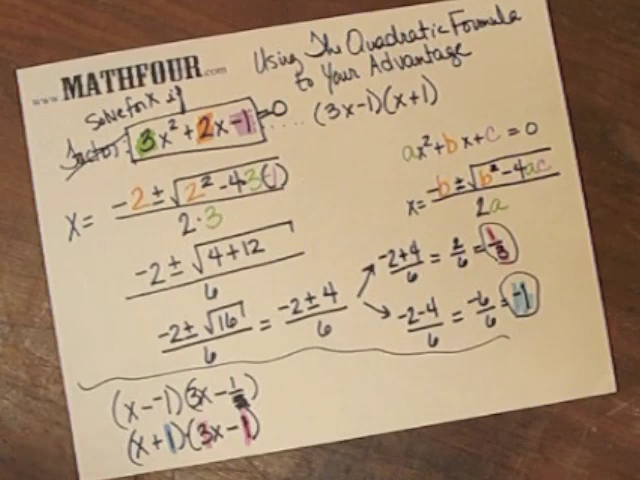 www.MATHFOUR.com
Using The Quadratic Formula
to Your Advantage
Solve for x if
Factor: 3x² + 2x -1 =0 .... (3x-1)(x+1)
ax²+bx+c = 0
x= -2 ± √(2² -4·3(-1)) / 2·3
x= -b ± √(b² -4ac) / 2a
-2 ± √(4+12) / 6
-2± √16 / 6 = -2 ± 4 / 6
-2+4 / 6 = 2/6 = 1/3
-2-4 / 6 = -6/6 = -1
(x - -1)(3x - 1)
(x + 1)(3x - 1)